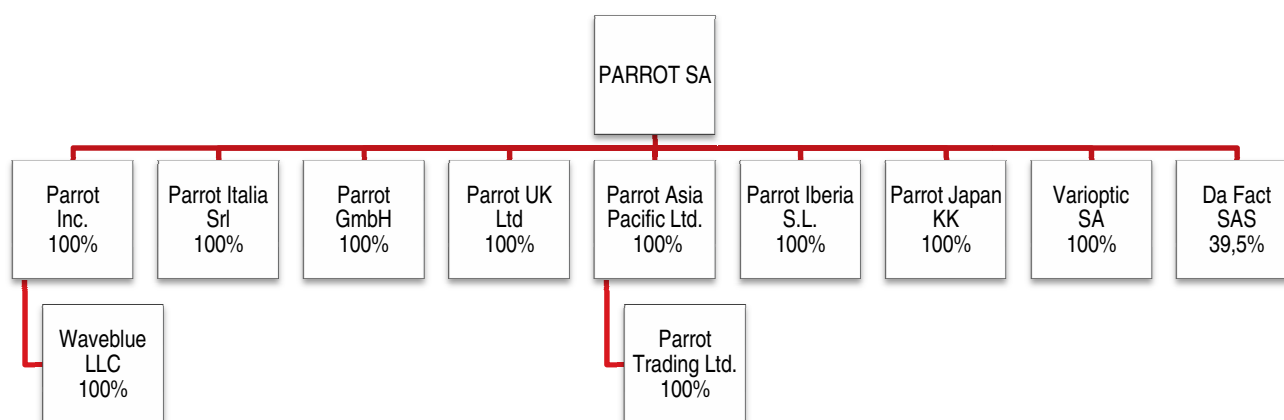 PARROT SA
Parrot
Inc.
100%
Parrot Italia
Srl
100%
Parrot
GmbH
100%
Parrot UK
Ltd
100%
Parrot Asia
Pacific Ltd.
100%
Parrot Iberia
S.L.
100%
Parrot Japan
KK
100%
Varioptic
SA
100%
Da Fact
SAS
39,5%
Waveblue
LLC
100%
Parrot
Trading Ltd.
100%